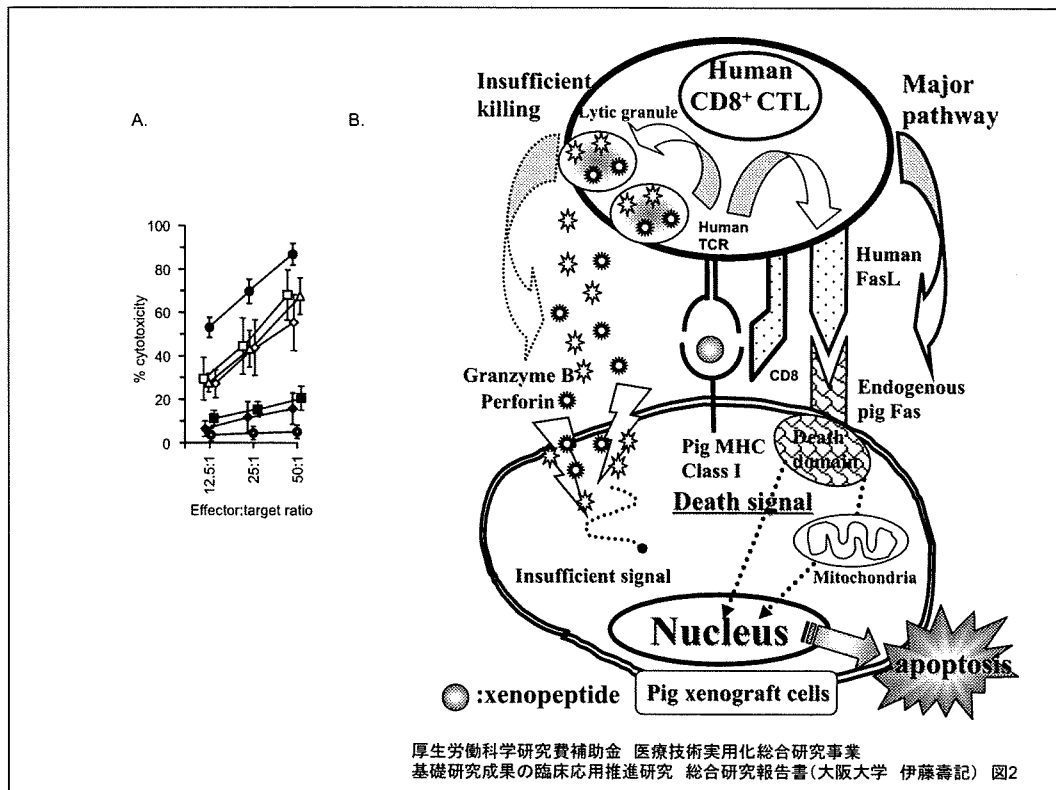 A.
B.
% cytotoxicity
100
80
60
40
20
0
12.5:1
25:1
50:1
Effector:target ratio
Insufficient
killing
Human
CD8⁺ CTL
Major
pathway
Lytic granule
Human
TCR
Human
FasL
CD8
Granzyme B
Perforin
Endogenous
pig Fas
Pig MHC
Class I
Death
domain
Death signal
Insufficient signal
Mitochondria
Nucleus
apoptosis
:xenopeptide
Pig xenograft cells
厚生労働科学研究費補助金 医療技術実用化総合研究事業
基礎研究成果の臨床応用推進研究 総合研究報告書(大阪大学 伊藤壽記) 図2